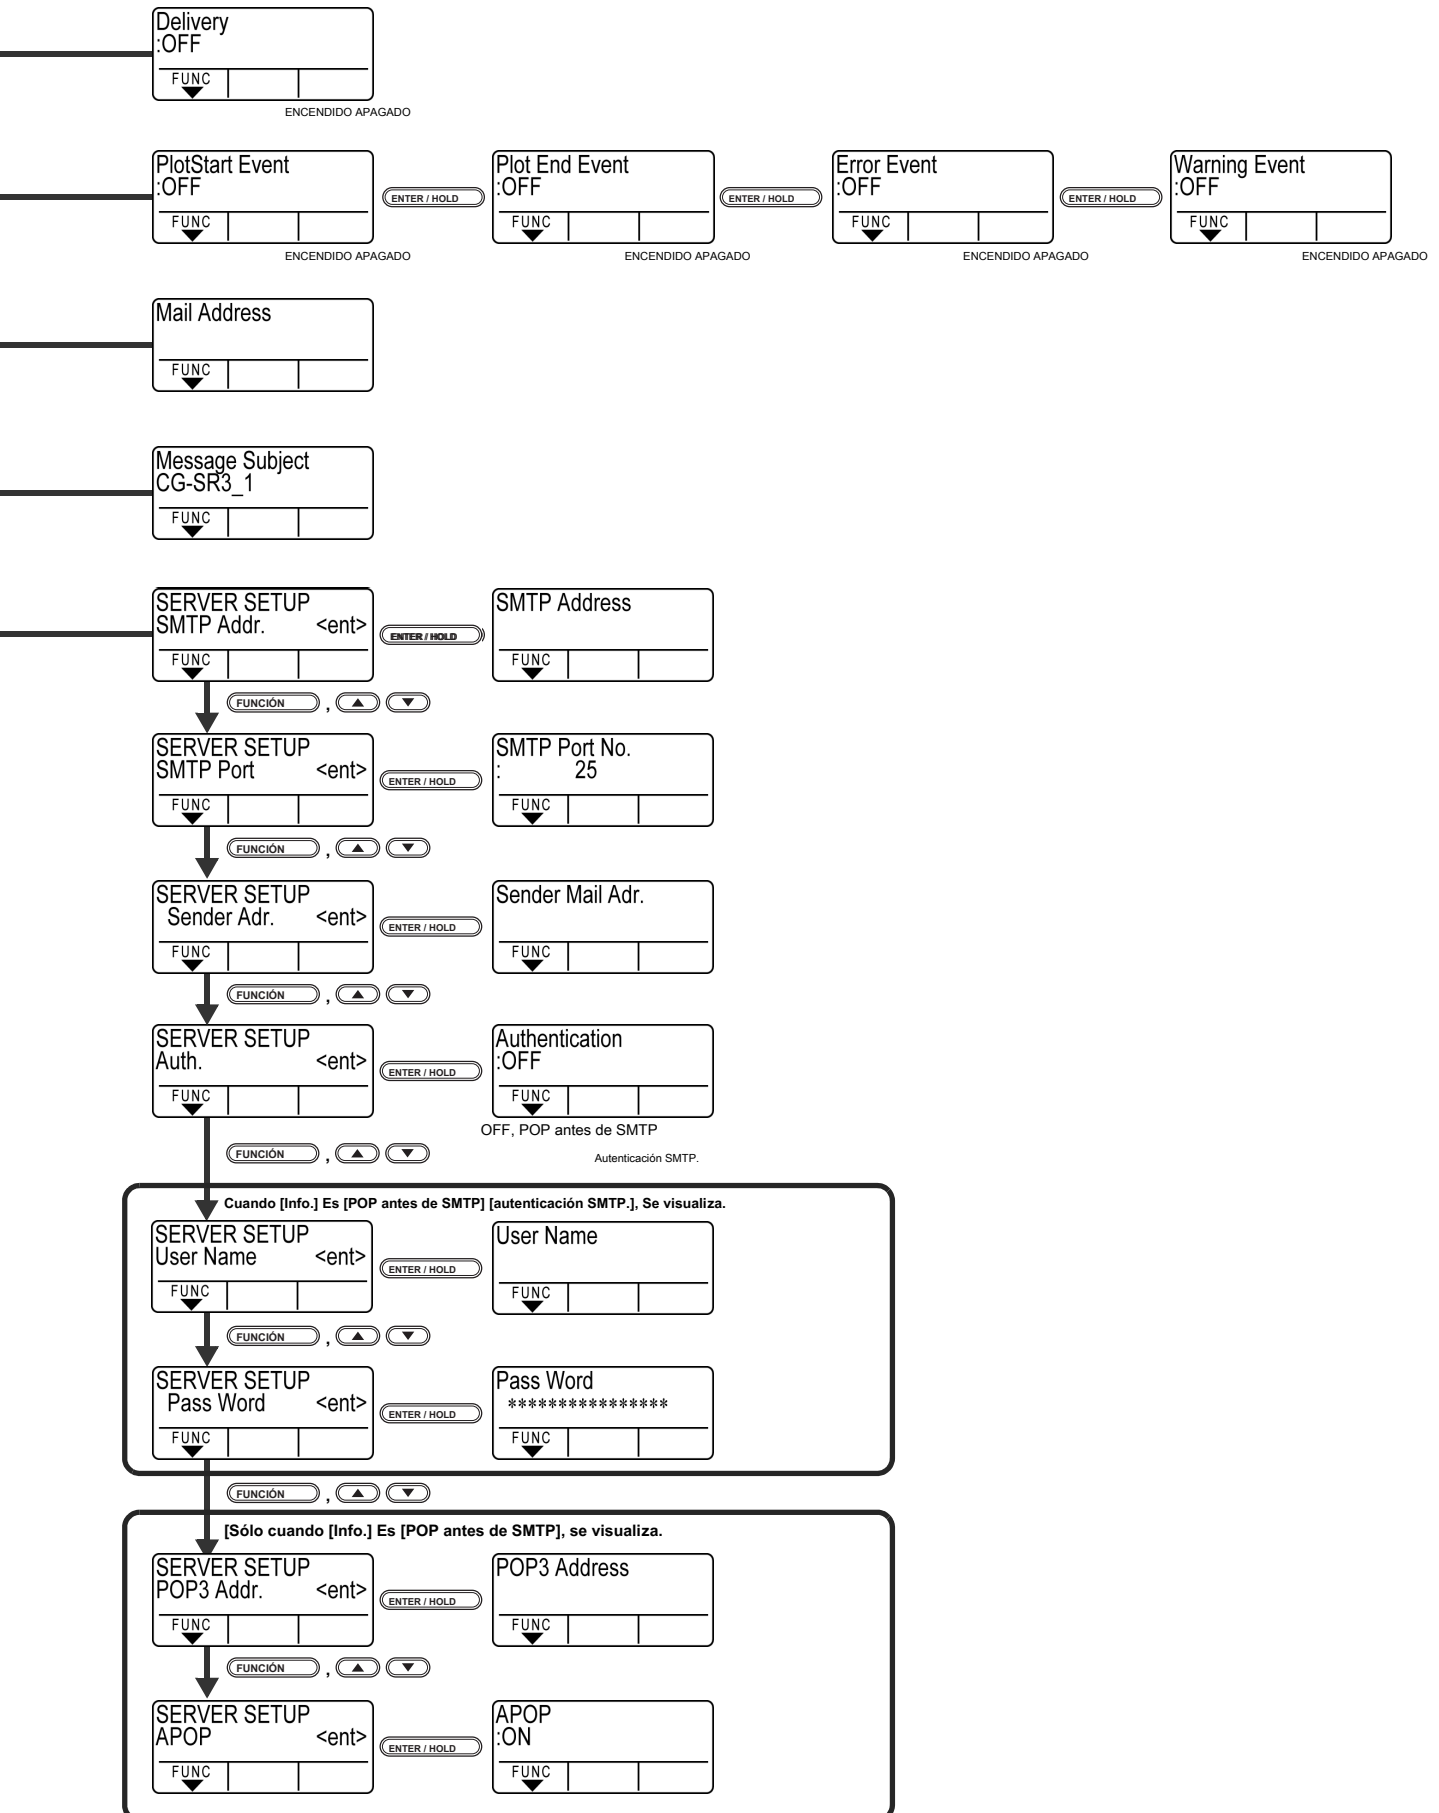 Delivery
:OFF
FUNC
ENCENDIDO APAGADO
PlotStart Event
:OFF
FUNC
ENCENDIDO APAGADO
ENTER / HOLD
Plot End Event
:OFF
FUNC
ENCENDIDO APAGADO
ENTER / HOLD
Error Event
:OFF
FUNC
ENCENDIDO APAGADO
ENTER / HOLD
Warning Event
:OFF
FUNC
ENCENDIDO APAGADO
Mail Address
FUNC
Message Subject
CG-SR3_1
FUNC
SERVER SETUP
SMTP Addr. <ent>
FUNC
ENTER / HOLD
SMTP Address
FUNC
FUNCIÓN , ▲ ▼
SERVER SETUP
SMTP Port <ent>
FUNC
ENTER / HOLD
SMTP Port No.
: 25
FUNC
FUNCIÓN , ▲ ▼
SERVER SETUP
Sender Adr. <ent>
FUNC
ENTER / HOLD
Sender Mail Adr.
FUNC
FUNCIÓN , ▲ ▼
SERVER SETUP
Auth. <ent>
FUNC
ENTER / HOLD
Authentication
:OFF
FUNC
OFF, POP antes de SMTP
Autenticación SMTP.
FUNCIÓN , ▲ ▼
Cuando [Info.] Es [POP antes de SMTP] [autenticación SMTP.], Se visualiza.
SERVER SETUP
User Name <ent>
FUNC
ENTER / HOLD
User Name
FUNC
FUNCIÓN , ▲ ▼
SERVER SETUP
Pass Word <ent>
FUNC
ENTER / HOLD
Pass Word
****************
FUNC
FUNCIÓN , ▲ ▼
[Sólo cuando [Info.] Es [POP antes de SMTP], se visualiza.
SERVER SETUP
POP3 Addr. <ent>
FUNC
ENTER / HOLD
POP3 Address
FUNC
FUNCIÓN , ▲ ▼
SERVER SETUP
APOP <ent>
FUNC
ENTER / HOLD
APOP
:ON
FUNC